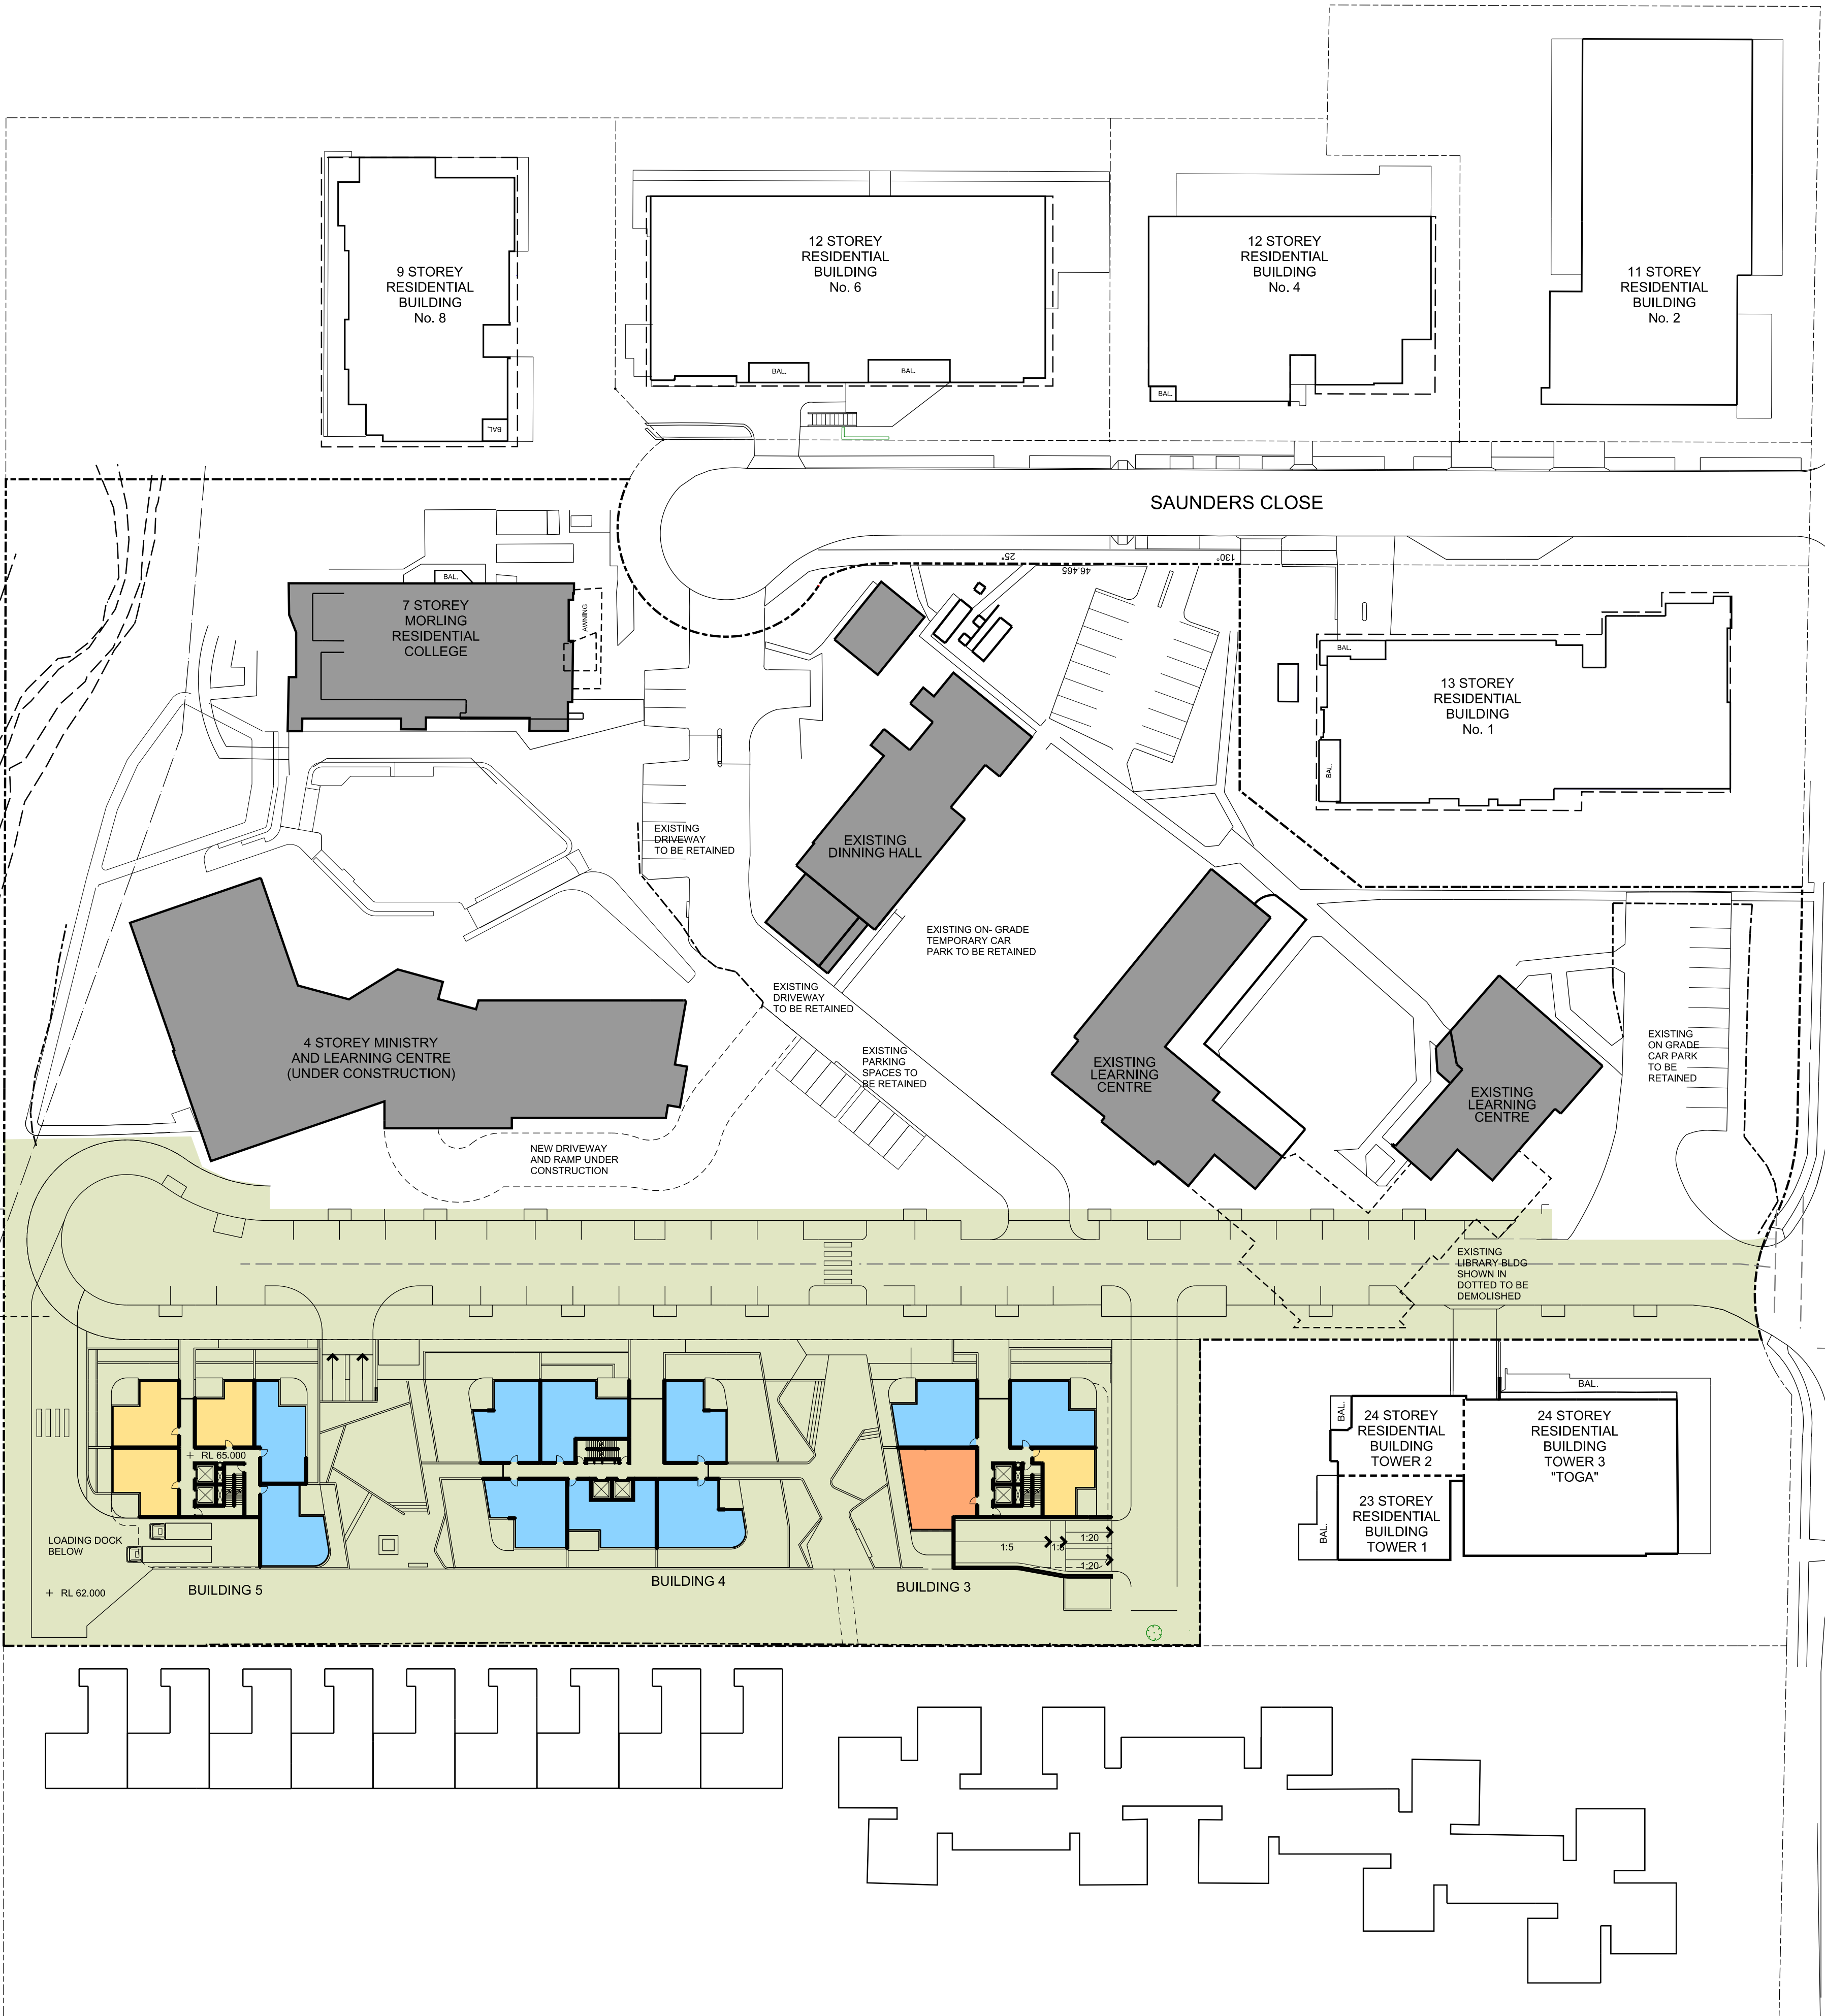 12 STOREY
RESIDENTIAL
BUILDING
No. 6
12 STOREY
RESIDENTIAL
BUILDING
No. 4
9 STOREY
RESIDENTIAL
BUILDING
No. 8
11 STOREY
RESIDENTIAL
BUILDING
No. 2
BAL.
BAL.
BAL.
BAL.
SAUNDERS CLOSE
25"
130°
46.465
BAL.
7 STOREY
MORLING
RESIDENTIAL
COLLEGE
AWNING
BAL.
13 STOREY
RESIDENTIAL
BUILDING
No. 1
BAL.
EXISTING
DRIVEWAY
TO BE RETAINED
EXISTING
DINNING HALL
EXISTING ON- GRADE
TEMPORARY CAR
PARK TO BE RETAINED
EXISTING
DRIVEWAY
TO BE RETAINED
4 STOREY MINISTRY
AND LEARNING CENTRE
(UNDER CONSTRUCTION)
EXISTING
PARKING
SPACES TO
BE RETAINED
EXISTING
LEARNING
CENTRE
EXISTING
LEARNING
CENTRE
EXISTING
ON GRADE
CAR PARK
TO BE
RETAINED
NEW DRIVEWAY
AND RAMP UNDER
CONSTRUCTION
EXISTING
LIBRARY BLDG
SHOWN IN
DOTTED TO BE
DEMOLISHED
BAL.
BAL.
24 STOREY
RESIDENTIAL
BUILDING
TOWER 2
24 STOREY
RESIDENTIAL
BUILDING
TOWER 3
"TOGA"
23 STOREY
RESIDENTIAL
BUILDING
TOWER 1
BAL.
RL 65.000
LOADING DOCK
BELOW
RL 62.000
1:5
1:8
1:20
1:20
BUILDING 5
BUILDING 4
BUILDING 3